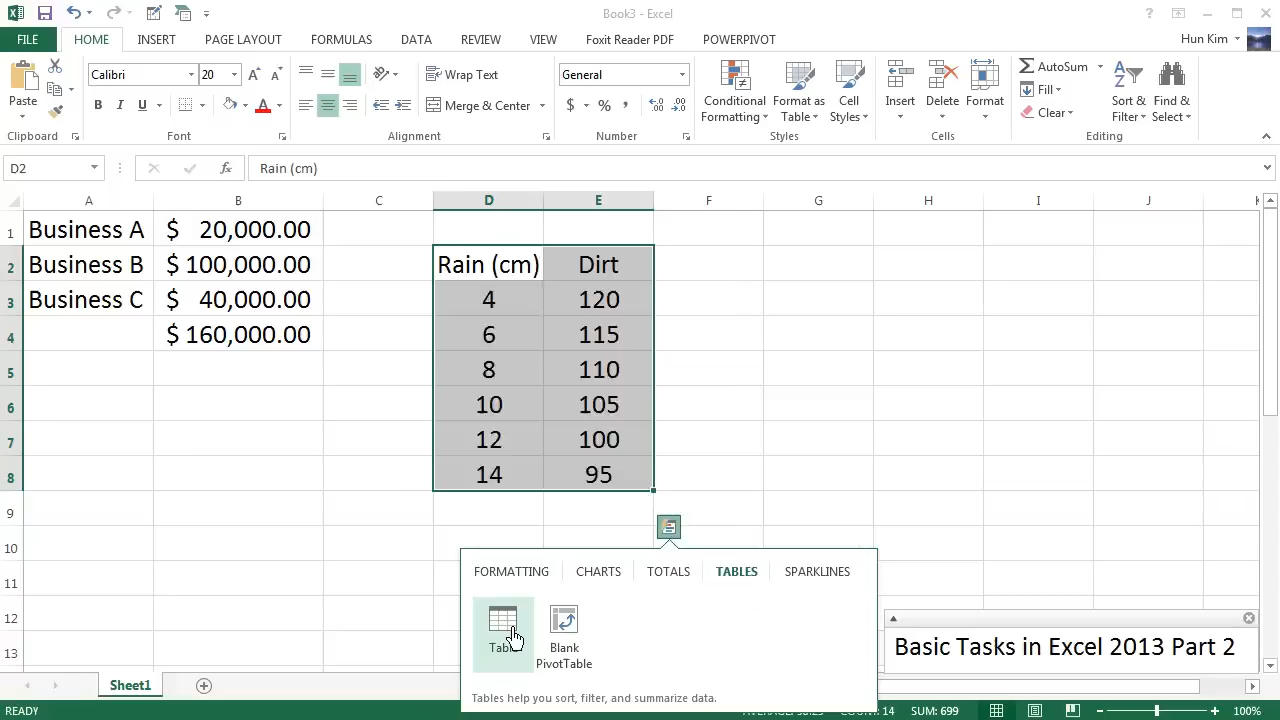 Book3 - Excel
FILE HOME INSERT PAGE LAYOUT FORMULAS DATA REVIEW VIEW Foxit Reader PDF POWERPIVOT Hun Kim
Calibri 20 Wrap Text General AutoSum
Fill
Paste Merge & Center Conditional Formatting Format as Table Cell Styles Insert Delete Format Clear Sort & Filter Find & Select
Clipboard Font Alignment Number Styles Cells Editing
D2 Rain (cm)
A B C D E F G H I J K
1 Business A $ 20,000.00
2 Business B $ 100,000.00 Rain (cm) Dirt
3 Business C $ 40,000.00 4 120
4 $ 160,000.00 6 115
5 8 110
6 10 105
7 12 100
8 14 95
9
10
11 FORMATTING CHARTS TOTALS TABLES SPARKLINES
12
13 Table Blank PivotTable Basic Tasks in Excel 2013 Part 2
Sheet1 Tables help you sort, filter, and summarize data.
READY COUNT: 14 SUM: 699 100%